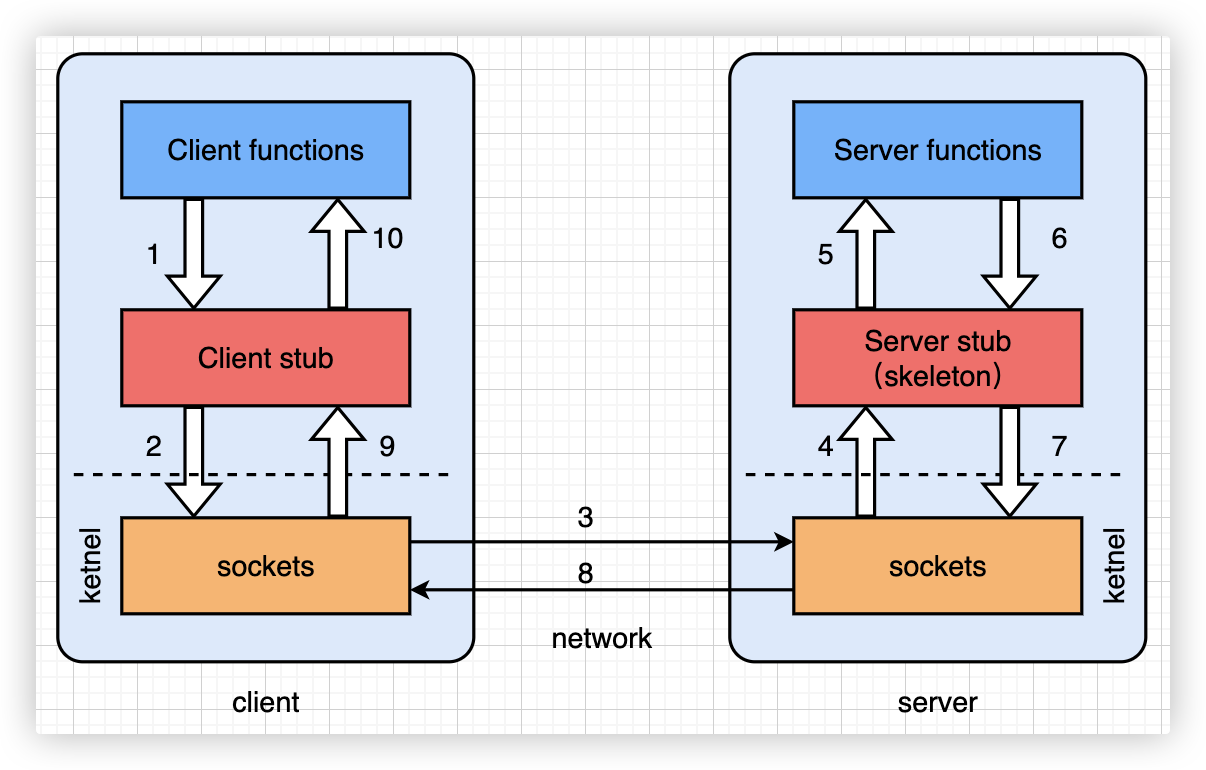 Client functions
Server functions
1
10
5
6
Client stub
Server stub
(skeleton)
2
9
4
7
3
ketnel
sockets
8
sockets
ketnel
network
client
server